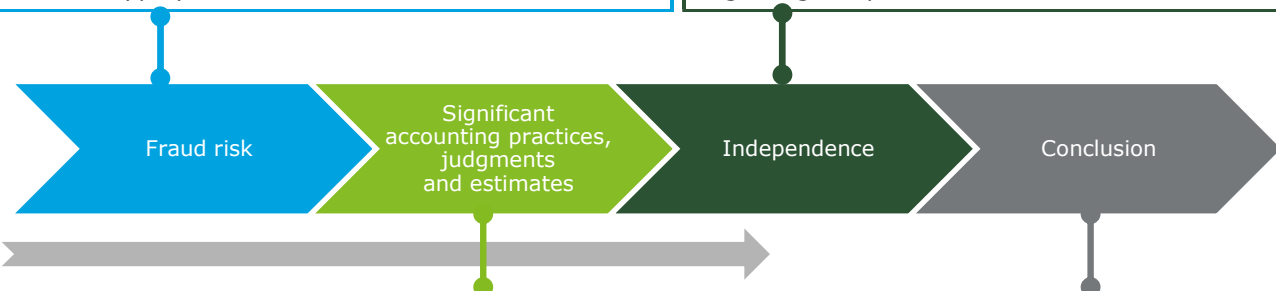 Fraud risk
Significant
accounting practices,
judgments
and estimates
Independence
Conclusion